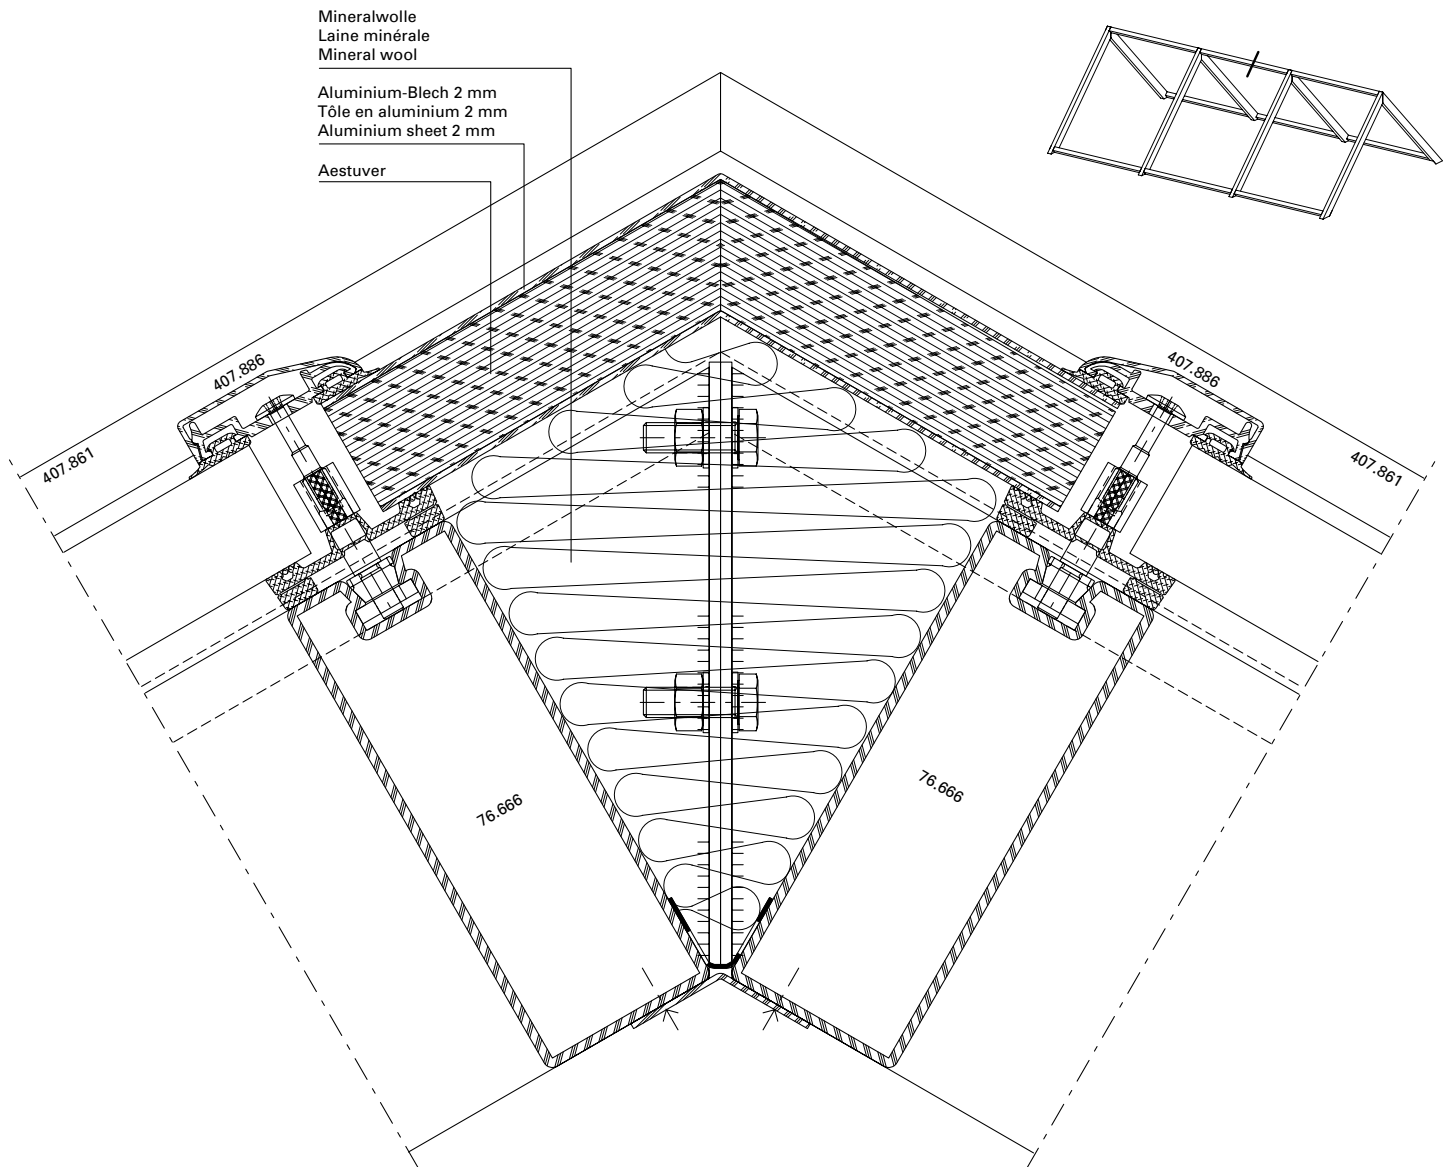 Mineralwolle
Laine minérale
Mineral wool
Aluminium-Blech 2 mm
Tôle en aluminium 2 mm
Aluminium sheet 2 mm
Aestuver
407.886
407.886
407.861
407.861
76.666
76.666